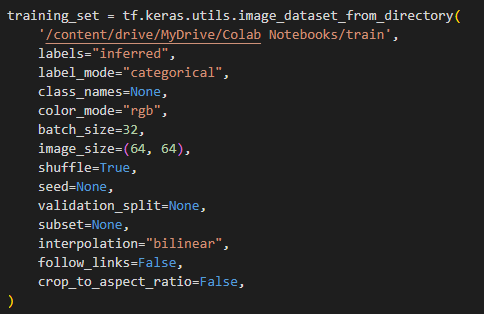 training_set = tf.keras.utils.image_dataset_from_directory(
    '/content/drive/MyDrive/Colab Notebooks/train',
    labels="inferred",
    label_mode="categorical",
    class_names=None,
    color_mode="rgb",
    batch_size=32,
    image_size=(64, 64),
    shuffle=True,
    seed=None,
    validation_split=None,
    subset=None,
    interpolation="bilinear",
    follow_links=False,
    crop_to_aspect_ratio=False,
)